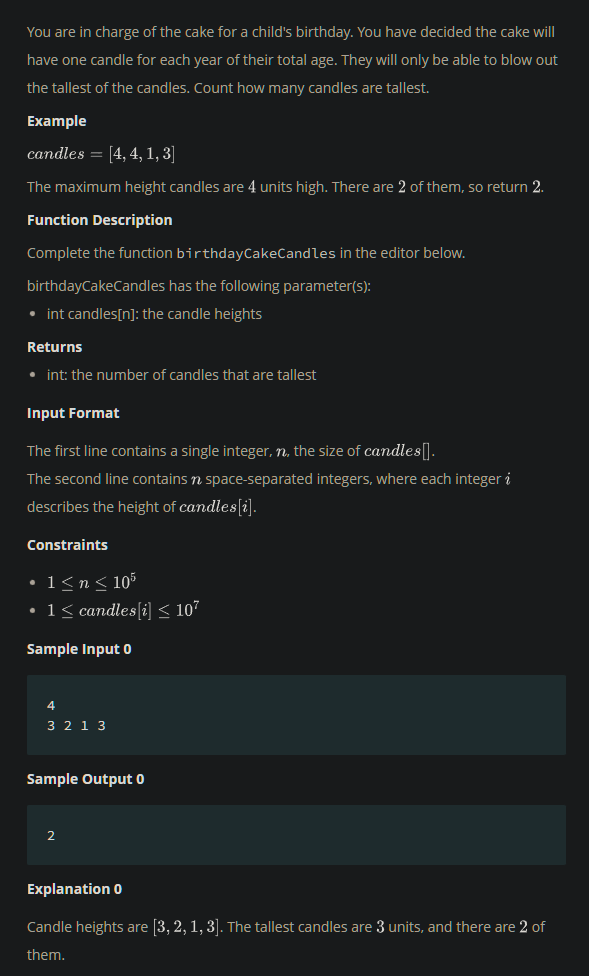 You are in charge of the cake for a child's birthday. You have decided the cake will
have one candle for each year of their total age. They will only be able to blow out
the tallest of the candles. Count how many candles are tallest.
Example
candles = [4, 4, 1, 3]
The maximum height candles are 4 units high. There are 2 of them, so return 2.
Function Description
Complete the function birthdayCakeCandles in the editor below.
birthdayCakeCandles has the following parameter(s):
• int candles[n]: the candle heights
Returns
• int: the number of candles that are tallest
Input Format
The first line contains a single integer, n, the size of candles[].
The second line contains n space-separated integers, where each integer i
describes the height of candles[i].
Constraints
• 1 ≤ n ≤ 10⁵
• 1 ≤ candles[i] ≤ 10⁷
Sample Input 0
4
3 2 1 3
Sample Output 0
2
Explanation 0
Candle heights are [3, 2, 1, 3]. The tallest candles are 3 units, and there are 2 of
them.